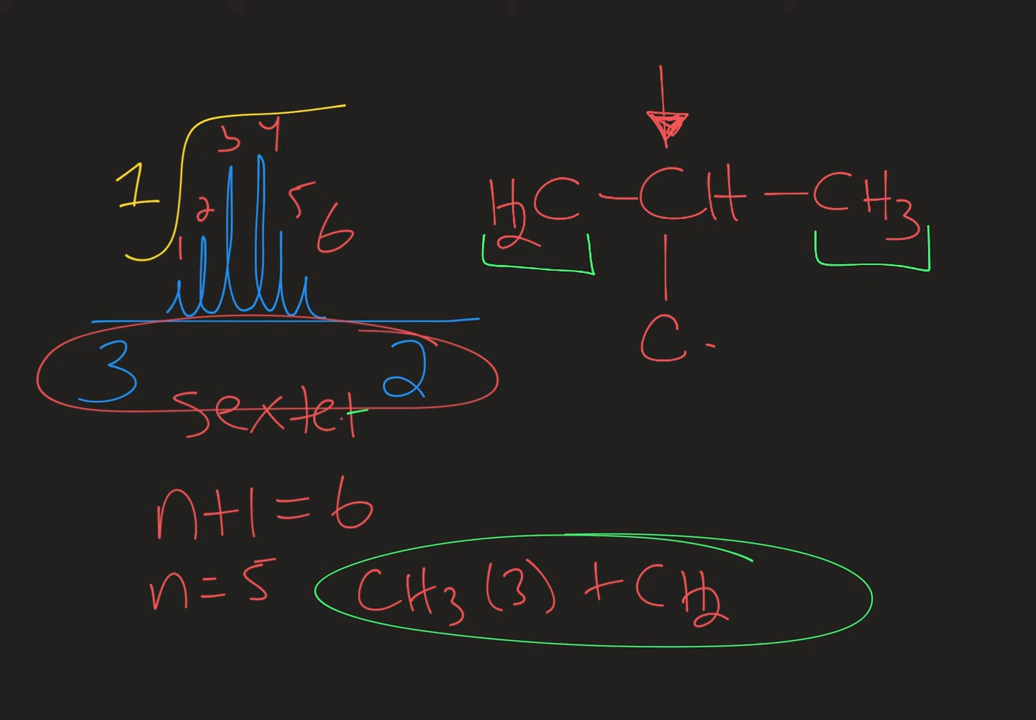 1
1 2 3 4 5 6
H2C - CH - CH3
C -
3 2
sextet
n+1=6
n=5 CH3(3)+CH2